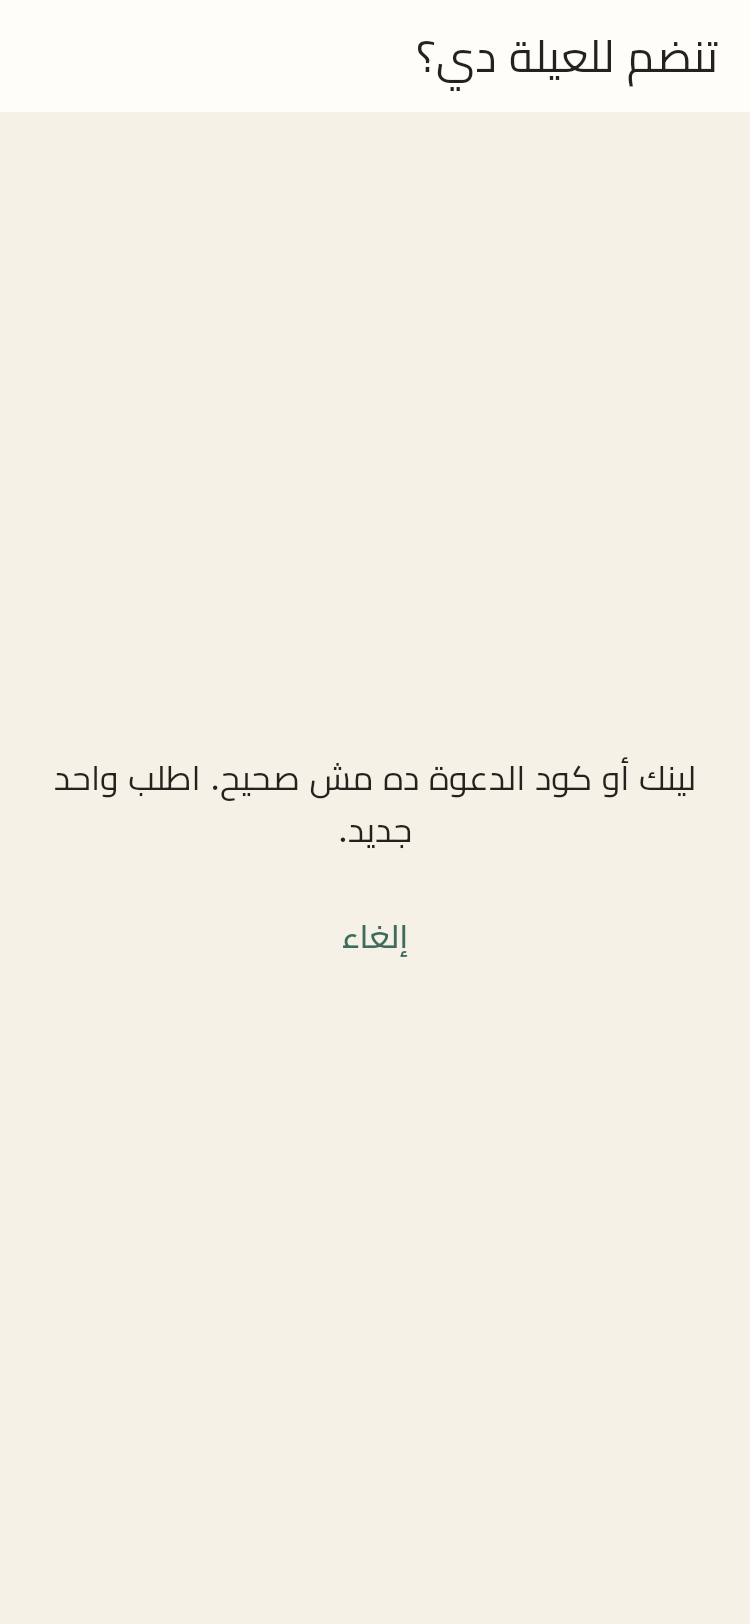 تنضم للعيلة دي؟
لينك أو كود الدعوة ده مش صحيح. اطلب واحد
جديد.
إلغاء